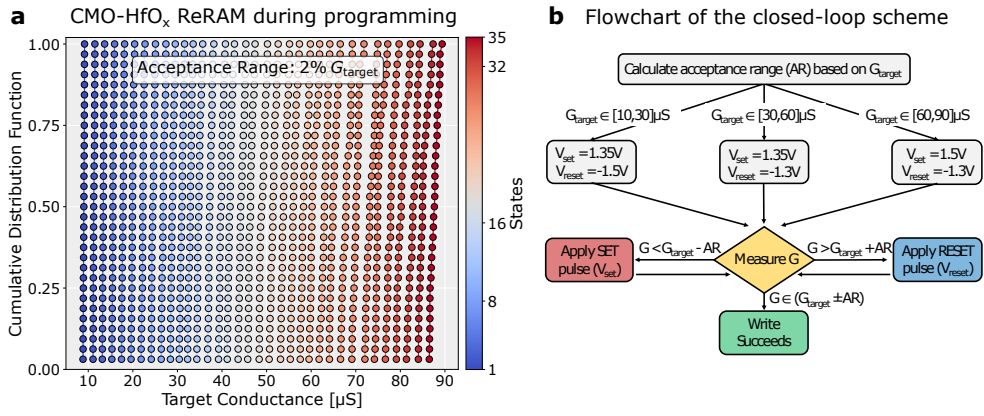 a CMO-HfOx ReRAM during programming
Acceptance Range: 2% Gtarget
Cumulative Distribution Function
1.00
0.75
0.50
0.25
0.00
10 20 30 40 50 60 70 80 90
Target Conductance [μS]
35
32
16
8
1
States
b Flowchart of the closed-loop scheme
Calculate acceptance range (AR) based on Gtarget
Gtarget ∈ [10,30]μS
Gtarget ∈ [30,60]μS
Gtarget ∈ [60,90]μS
Vset = 1.35V
Vreset = -1.5V
Vset = 1.35V
Vreset = -1.3V
Vset = 1.5V
Vreset = -1.3V
Apply SET
pulse (Vset)
G < Gtarget - AR
Measure G
G > Gtarget + AR
Apply RESET
pulse (Vreset)
G ∈ (Gtarget ± AR)
Write
Succeeds